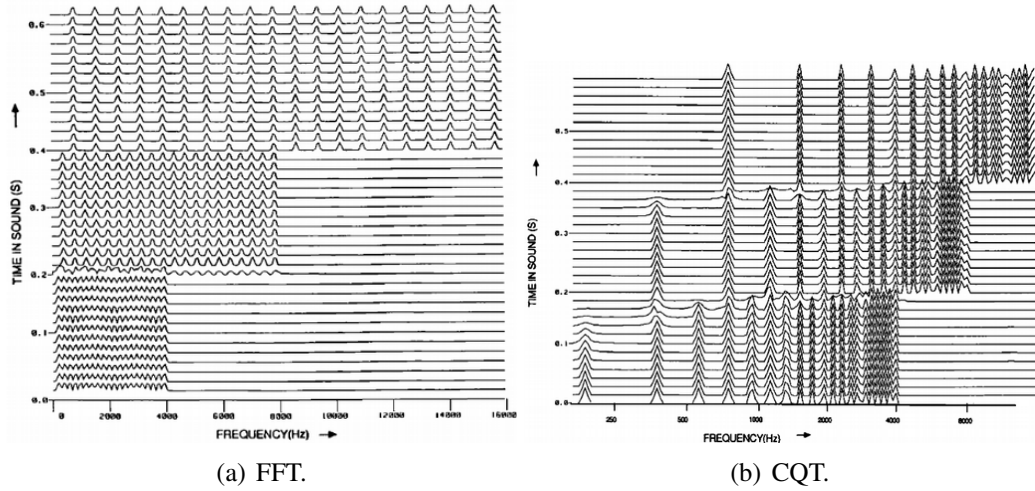 0.6
0.5
0.4
0.3
0.2
0.1
0.0
TIME IN SOUND (S)
0 2000 4000 6000 8000 10000 12000 14000 16000
FREQUENCY(Hz)
(a) FFT.
0.5
0.4
0.3
0.2
0.1
0.0
TIME IN SOUND (S)
250 500 1000 2000 4000 8000
FREQUENCY(Hz)
(b) CQT.